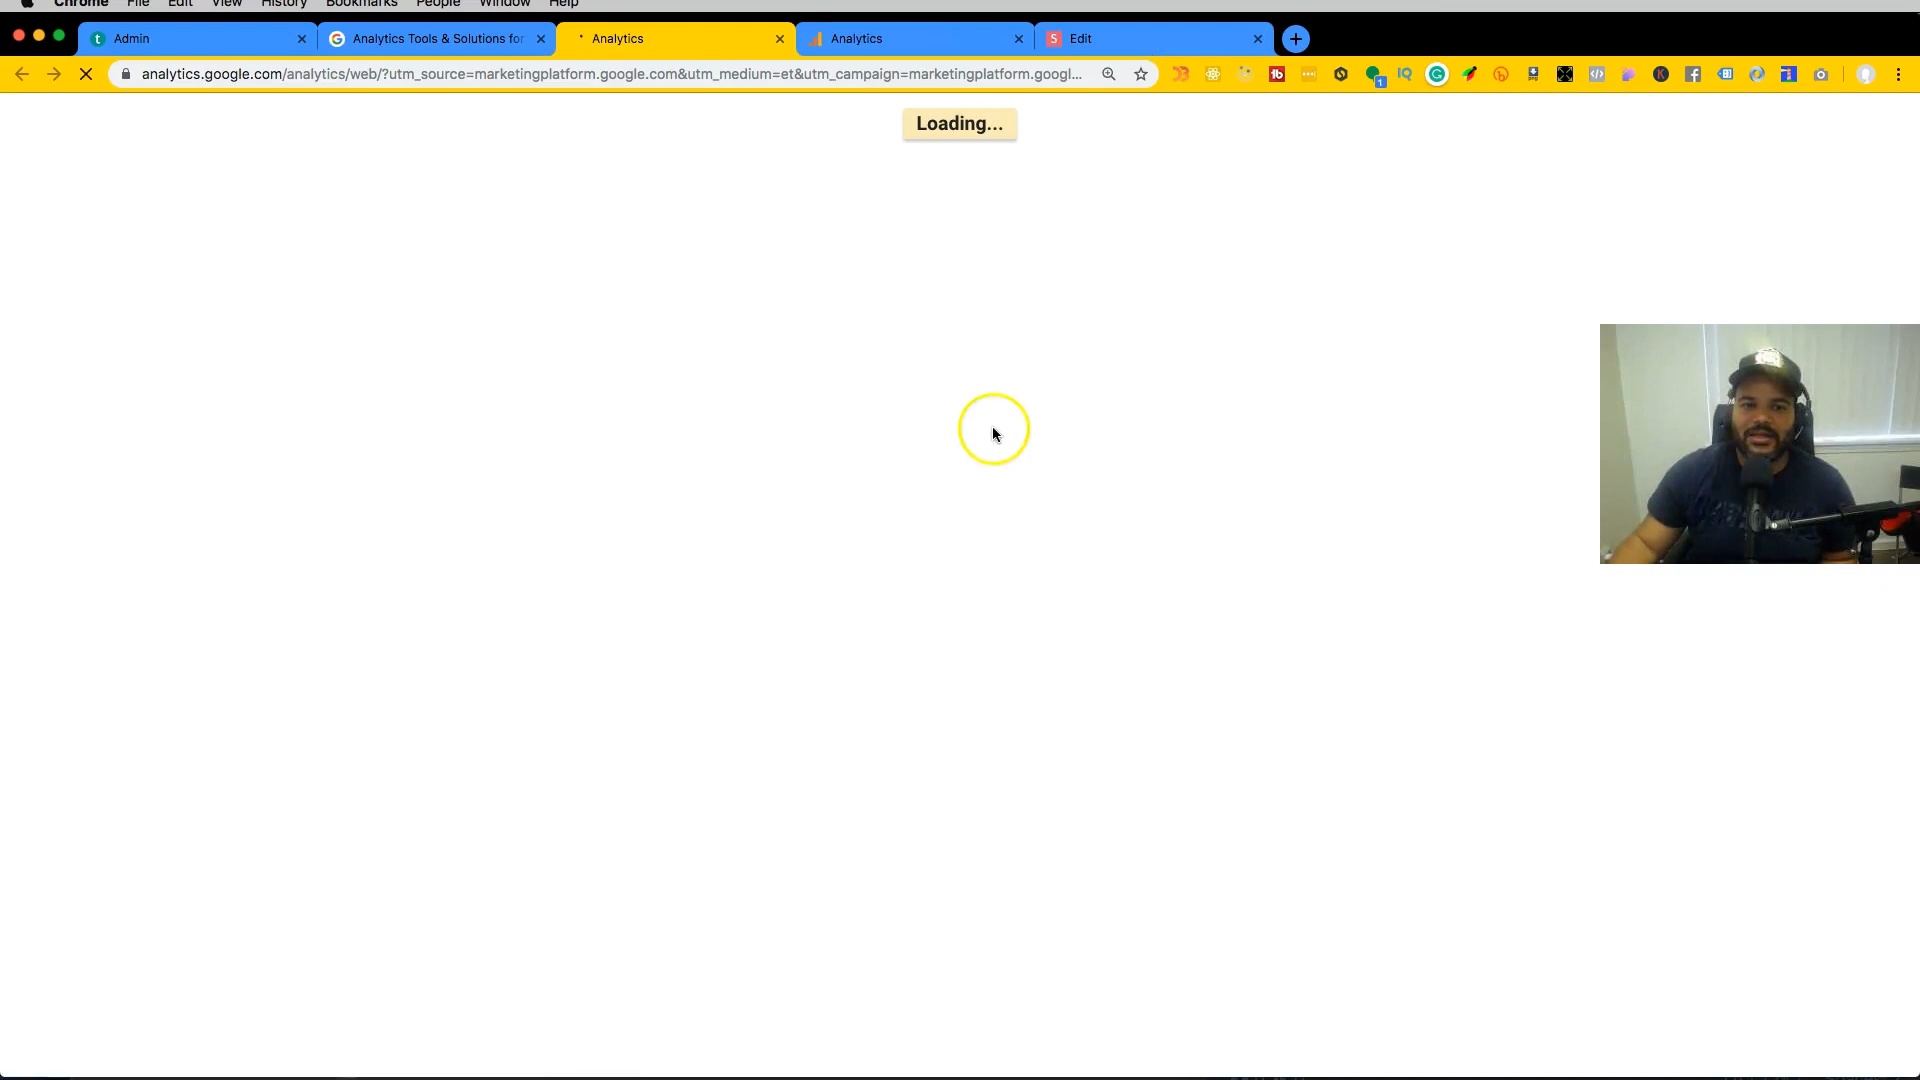 Chrome File Edit View History Bookmarks People Window Help
Admin Analytics Tools & Solutions for Analytics Analytics Edit
analytics.google.com/analytics/web/?utm_source=marketingplatform.google.com&utm_medium=et&utm_campaign=marketingplatform.googl...
Loading...